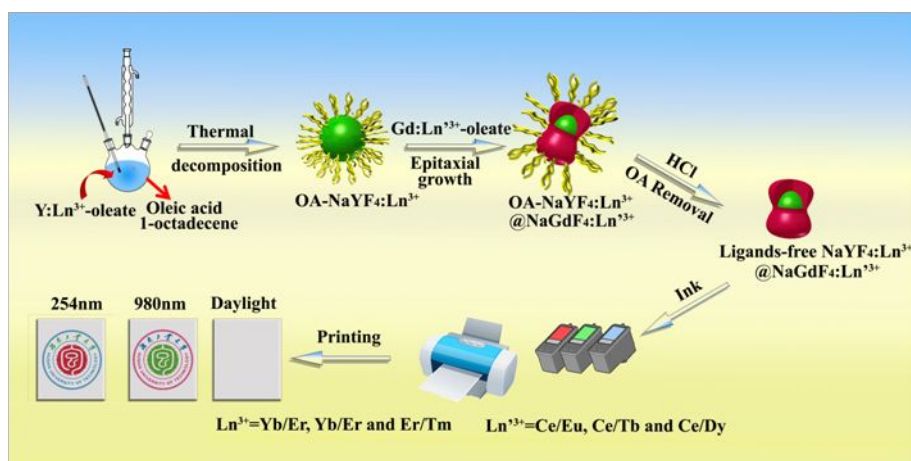 Thermal
decomposition
Gd:Ln’³⁺-oleate
Epitaxial
growth
HCl
OA Removal
Y:Ln³⁺-oleate
Oleic acid
1-octadecene
OA-NaYF₄:Ln³⁺
OA-NaYF₄:Ln³⁺
@NaGdF₄:Ln’³⁺
Ligands-free NaYF₄:Ln³⁺
@NaGdF₄:Ln’³⁺
Ink
254nm
980nm
Daylight
Printing
Ln³⁺=Yb/Er, Yb/Er and Er/Tm
Ln’³⁺=Ce/Eu, Ce/Tb and Ce/Dy